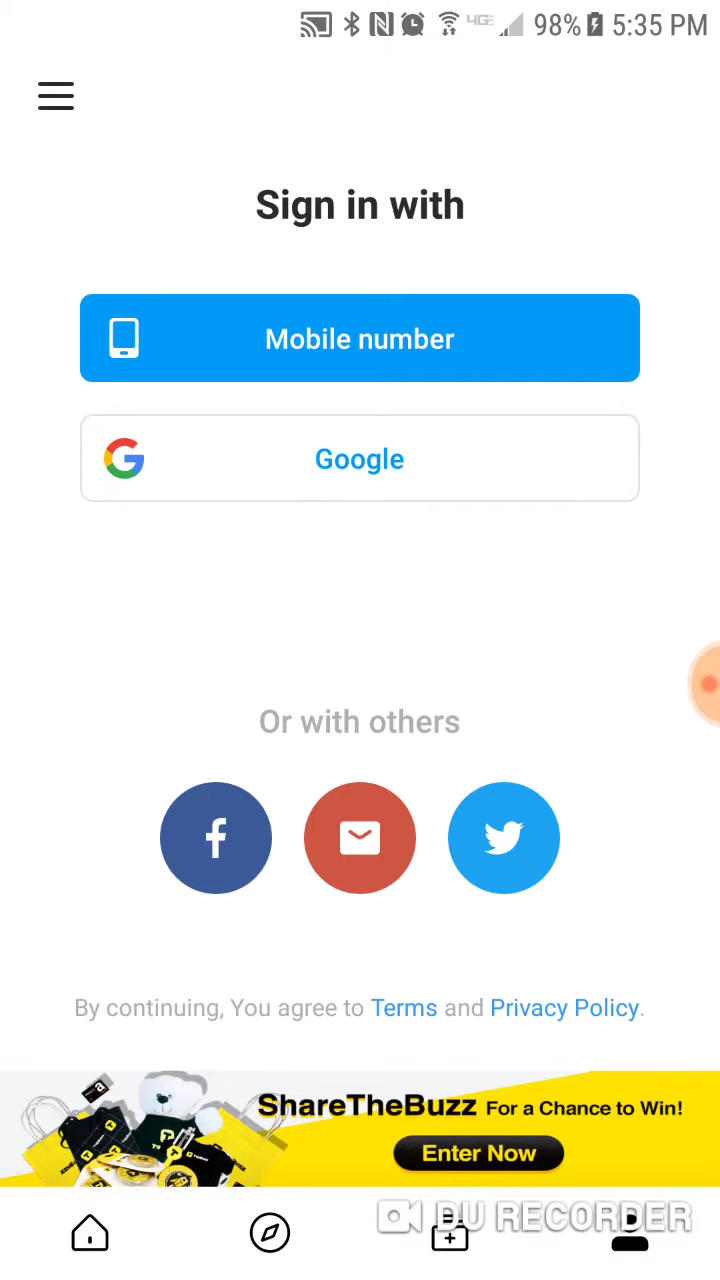 4GE 98% 5:35 PM
Sign in with
Mobile number
Google
Or with others
By continuing, You agree to Terms and Privacy Policy.
ShareTheBuzz For a Chance to Win!
Enter Now
DU RECORDER